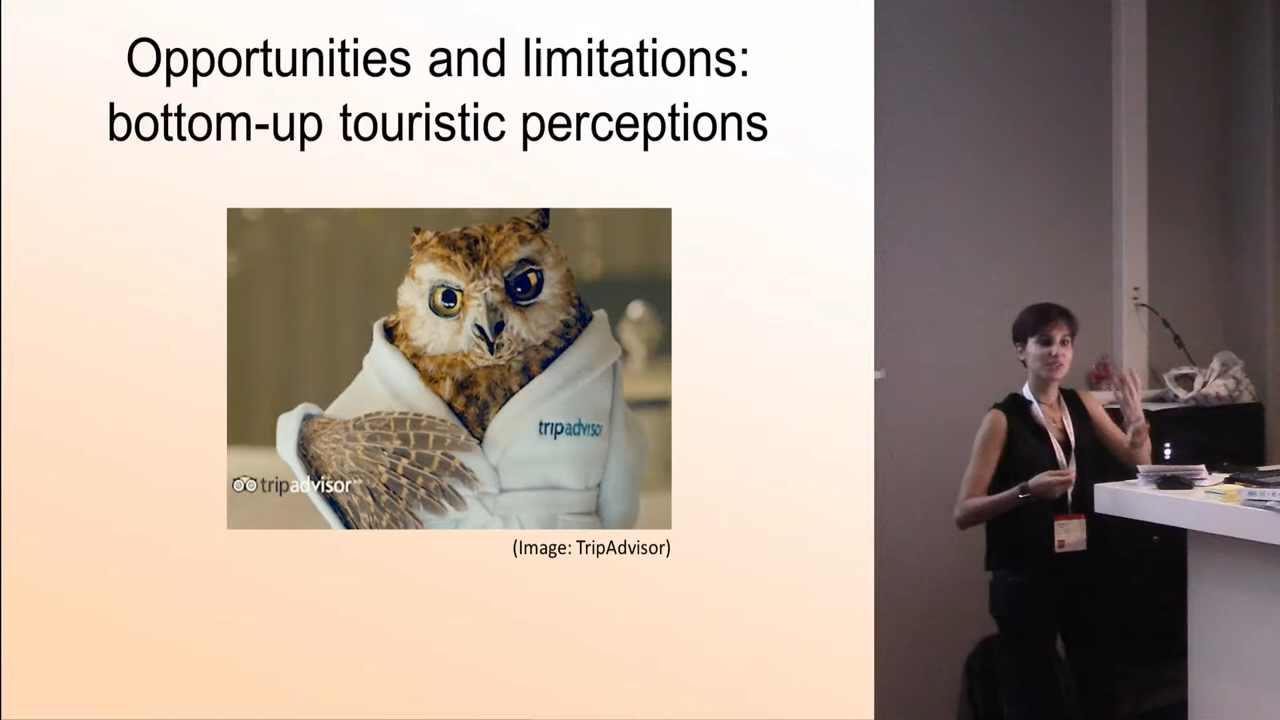 Opportunities and limitations:
bottom-up touristic perceptions
tripadvisor
tripadvisor
(Image: TripAdvisor)